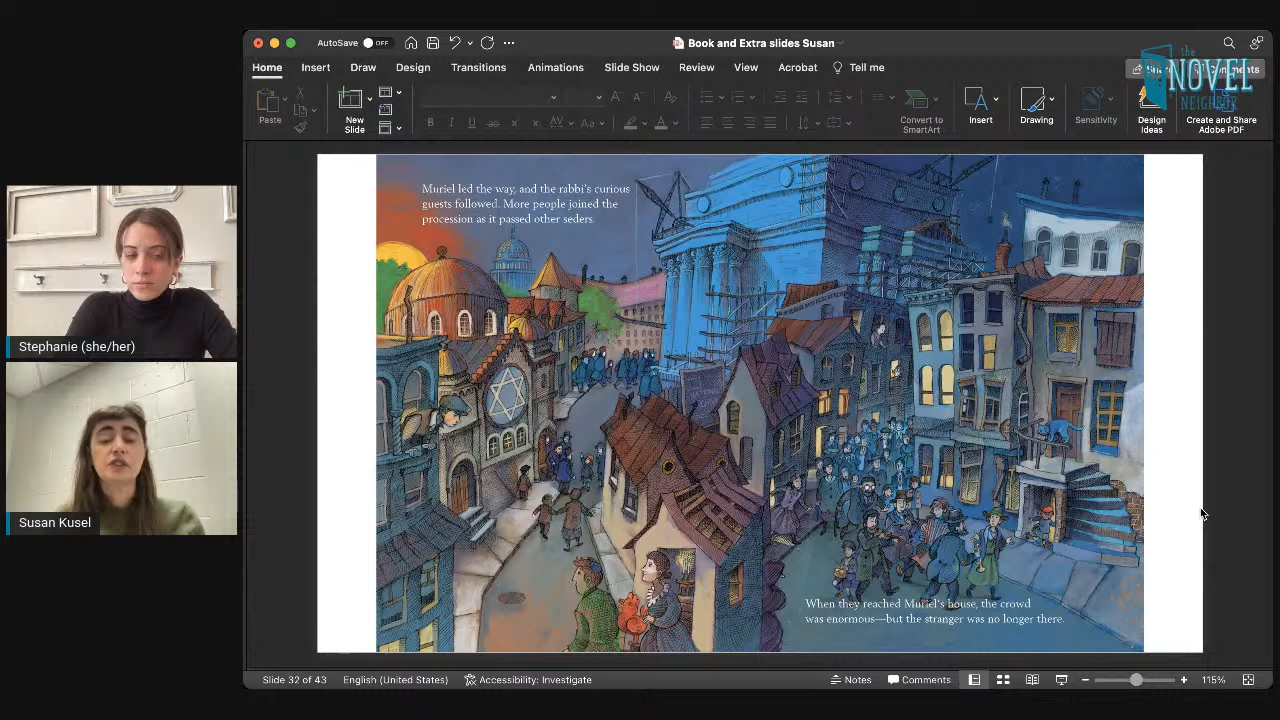 AutoSave
OFF
Book and Extra slides Susan
the
NOVEL
NEIGHBOR
Home
Insert
Draw
Design
Transitions
Animations
Slide Show
Review
View
Acrobat
Tell me
Share
Comments
Paste
New
Slide
Convert to
SmartArt
Insert
Drawing
Sensitivity
Design
Ideas
Create and Share
Adobe PDF
Muriel led the way, and the rabbi's curious
guests followed. More people joined the
procession as it passed other seders.
When they reached Muriel's house, the crowd
was enormous—but the stranger was no longer there.
Stephanie (she/her)
Susan Kusel
Slide 32 of 43
English (United States)
Accessibility: Investigate
Notes
Comments
115%